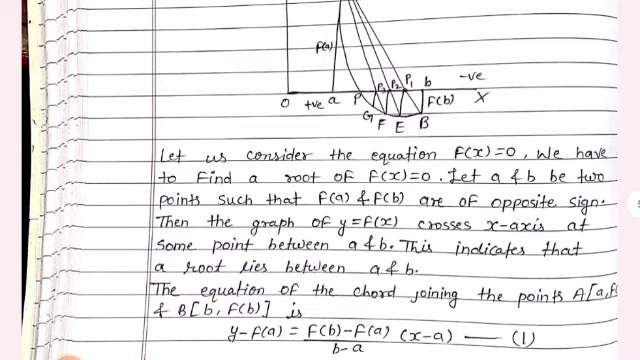 F(a)
P3 P2 P1 b -ve
O +ve a P F(b) X
G F E B
Let us consider the equation F(x)=0, We have
to Find a root of F(x)=0. Let a & b be two
points such that F(a) & F(b) are of opposite sign.
Then the graph of y=F(x) crosses x-axis at
some point between a & b. This indicates that
a root lies between a & b.
The equation of the chord joining the points A[a, F(
& B[b, F(b)] is
y-F(a) = F(b)-F(a) (x-a) — (1)
b-a